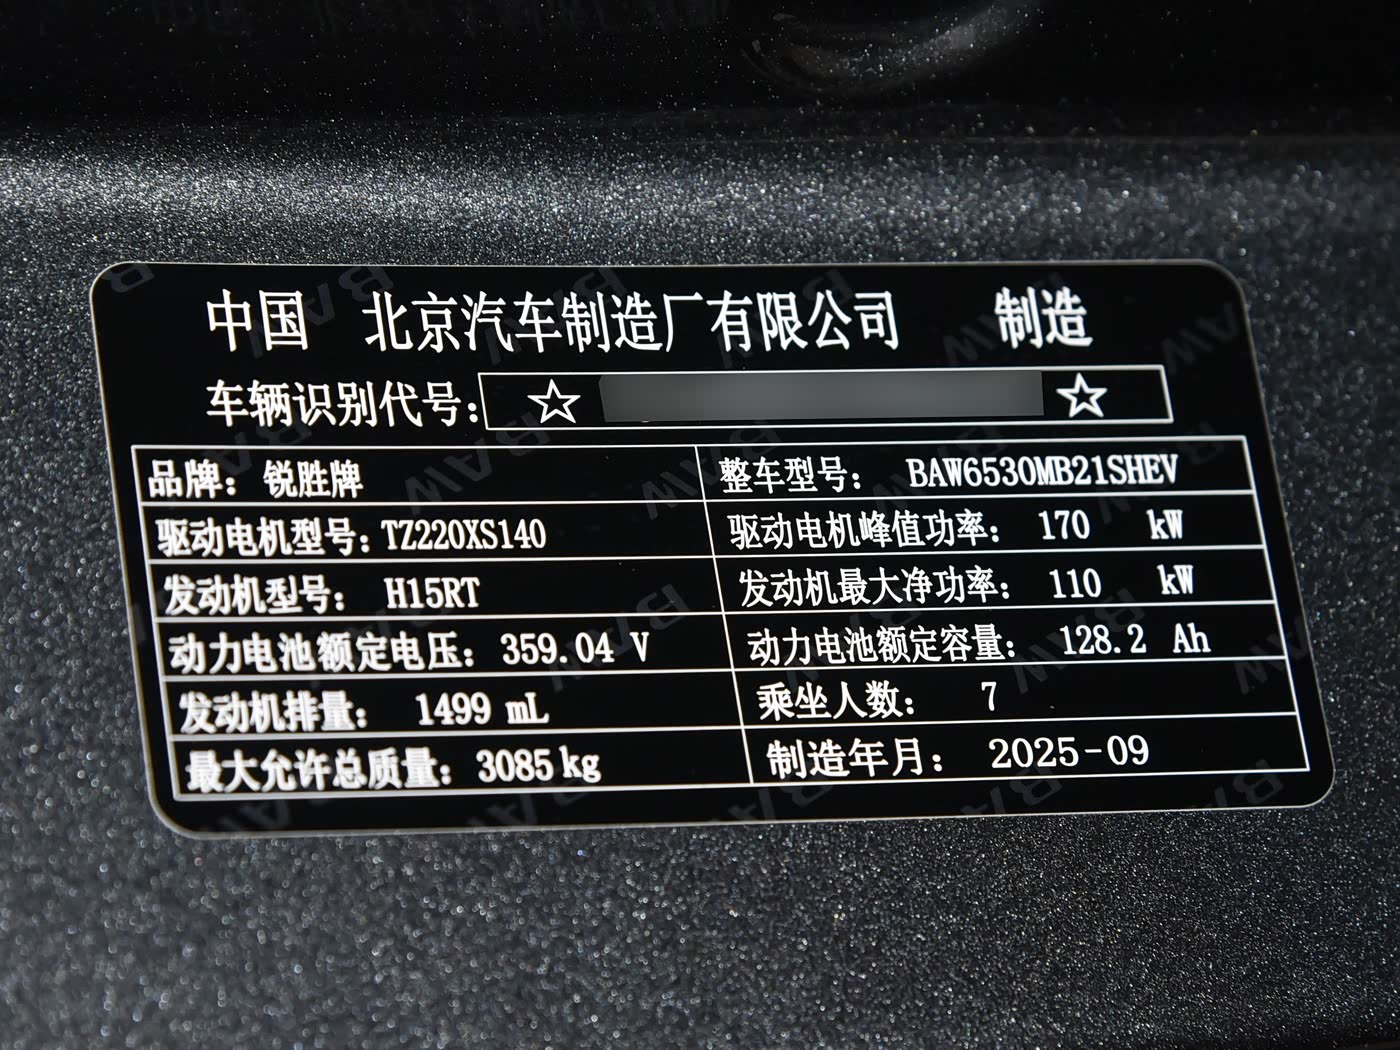 中国 北京汽车制造厂有限公司 制造
车辆识别代号: ☆ ☆
品牌: 锐胜牌 整车型号: BAW6530MB21SHEV
驱动电机型号: TZ220XS140 驱动电机峰值功率: 170 kW
发动机型号: H15RT 发动机最大净功率: 110 kW
动力电池额定电压: 359.04 V 动力电池额定容量: 128.2 Ah
发动机排量: 1499 mL 乘坐人数: 7
最大允许总质量: 3085 kg 制造年月: 2025-09
BAW